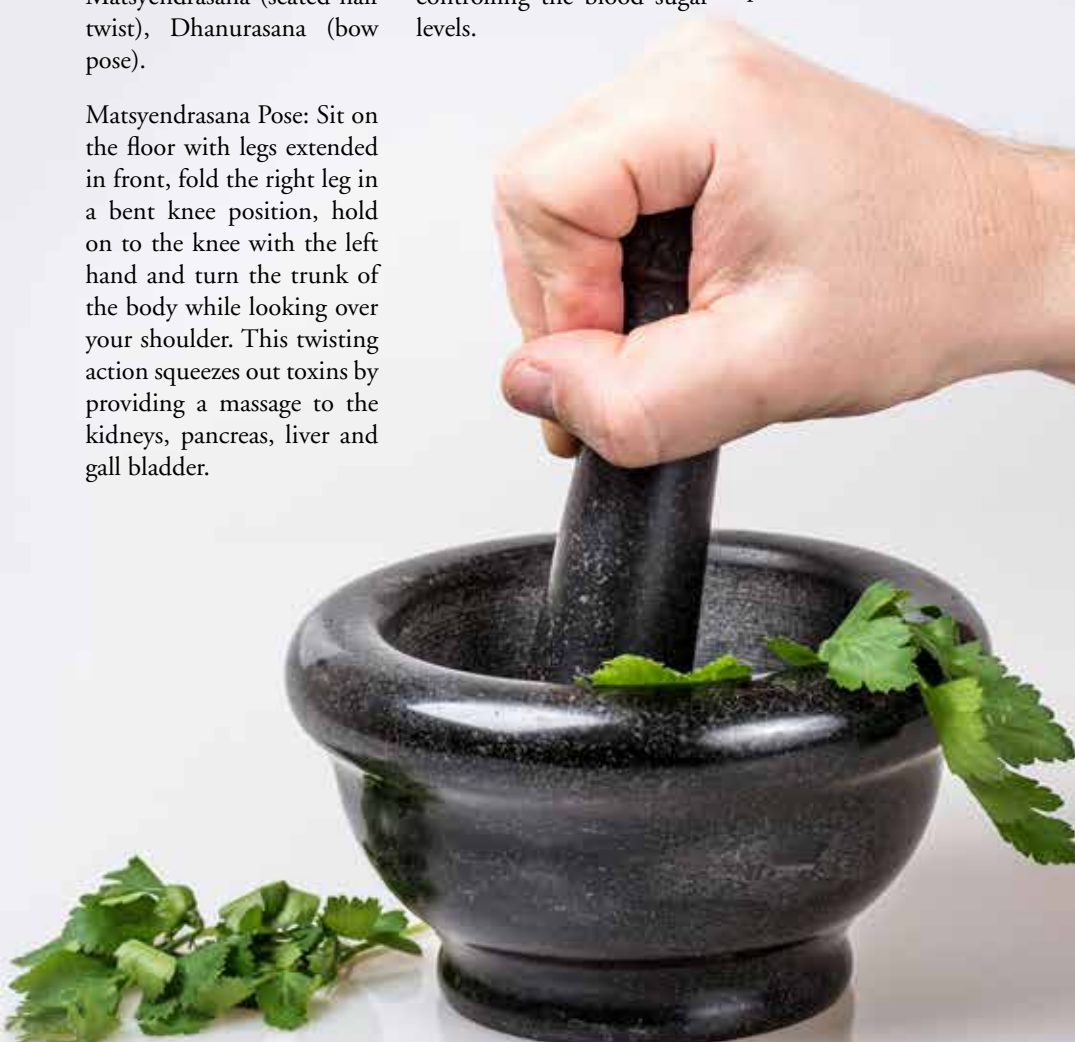 Matsyendrasana (seated half
twist), Dhanurasana (bow
pose).
Matsyendrasana Pose: Sit on
the floor with legs extended
in front, fold the right leg in
a bent knee position, hold
on to the knee with the left
hand and turn the trunk of
the body while looking over
your shoulder. This twisting
action squeezes out toxins by
providing a massage to the
kidneys, pancreas, liver and
gall bladder.
controlling the blood sugar
levels.